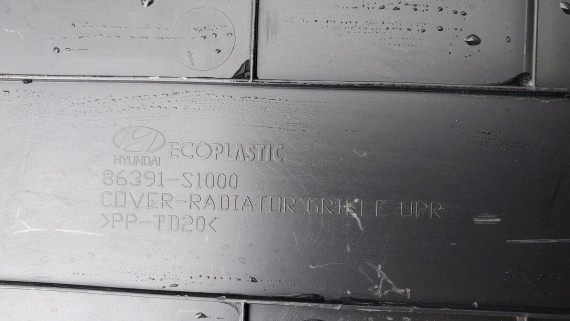 HYUNDAI ECOPLASTIC
86391-S1000
COVER-RADIATOR GRILLE UPR
>PP-TD20<